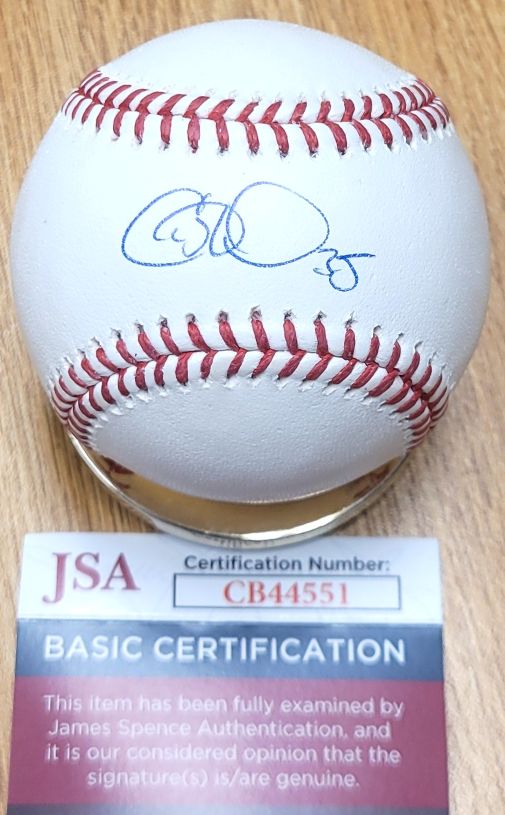 35
JSA
Certification Number:
CB44551
BASIC CERTIFICATION
This item has been fully examined by
James Spence Authentication, and
it is our considered opinion that the
signature(s) is/are genuine.